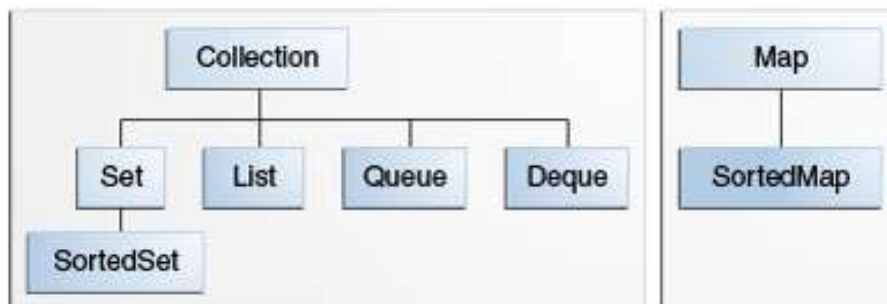 Collection
Map
Set
List
Queue
Deque
SortedMap
SortedSet